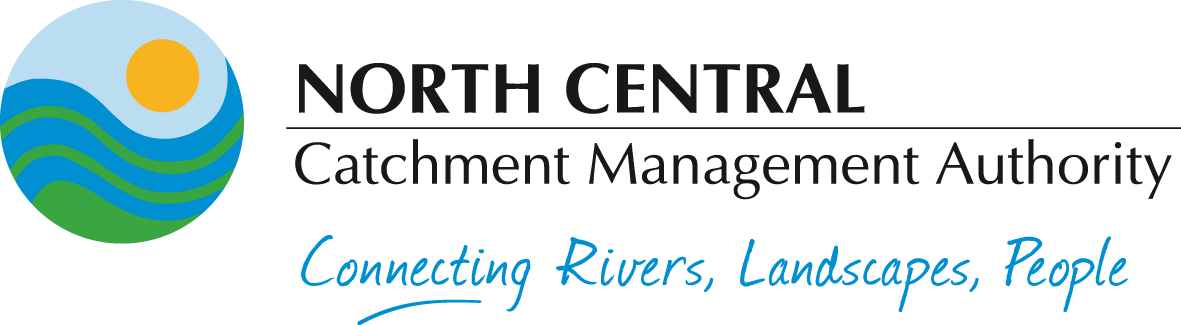 NORTH CENTRAL
Catchment Management Authority
Connecting Rivers, Landscapes, People